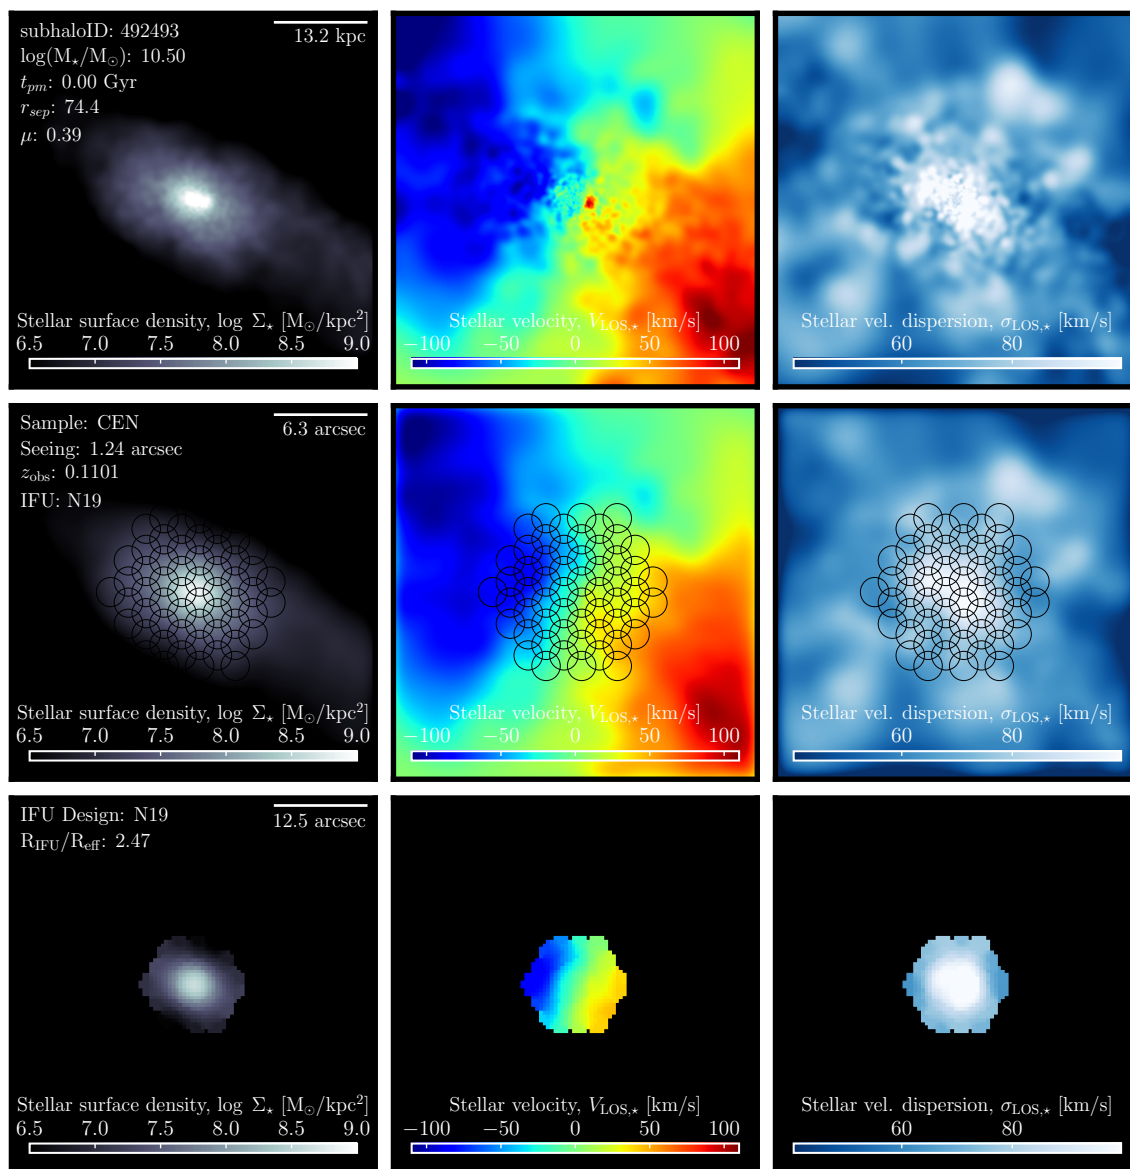 subhaloID: 492493
log(M⋆/M⊙): 10.50
t_pm: 0.00 Gyr
r_sep: 74.4
μ: 0.39
13.2 kpc
Stellar surface density, log Σ⋆ [M⊙/kpc²]
6.5 7.0 7.5 8.0 8.5 9.0
Stellar velocity, V_LOS,⋆ [km/s]
−100 −50 0 50 100
Stellar vel. dispersion, σ_LOS,⋆ [km/s]
60 80
Sample: CEN
Seeing: 1.24 arcsec
z_obs: 0.1101
IFU: N19
6.3 arcsec
Stellar surface density, log Σ⋆ [M⊙/kpc²]
6.5 7.0 7.5 8.0 8.5 9.0
Stellar velocity, V_LOS,⋆ [km/s]
−100 −50 0 50 100
Stellar vel. dispersion, σ_LOS,⋆ [km/s]
60 80
IFU Design: N19
R_IFU/R_eff: 2.47
12.5 arcsec
Stellar surface density, log Σ⋆ [M⊙/kpc²]
6.5 7.0 7.5 8.0 8.5 9.0
Stellar velocity, V_LOS,⋆ [km/s]
−100 −50 0 50 100
Stellar vel. dispersion, σ_LOS,⋆ [km/s]
60 80